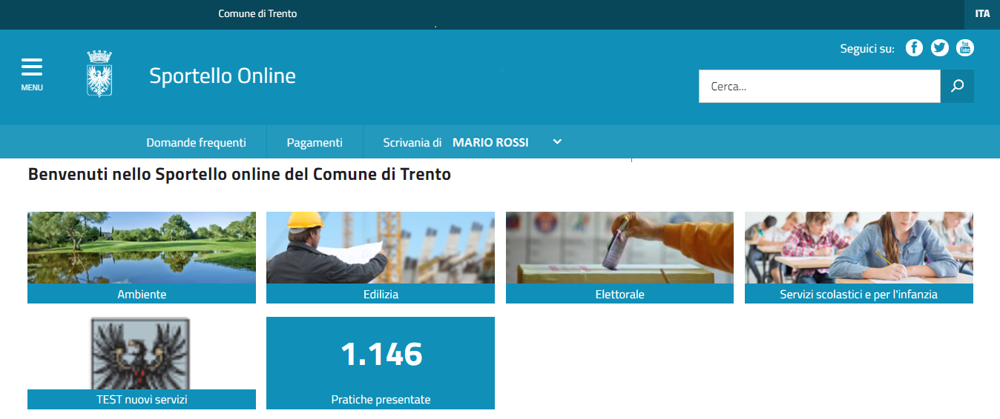 Comune di Trento
ITA
Seguici su:
You Tube
MENU
Sportello Online
Cerca...
Domande frequenti
Pagamenti
Scrivania di MARIO ROSSI
Benvenuti nello Sportello online del Comune di Trento
Ambiente
Edilizia
Elettorale
Servizi scolastici e per l'infanzia
TEST nuovi servizi
1.146
Pratiche presentate